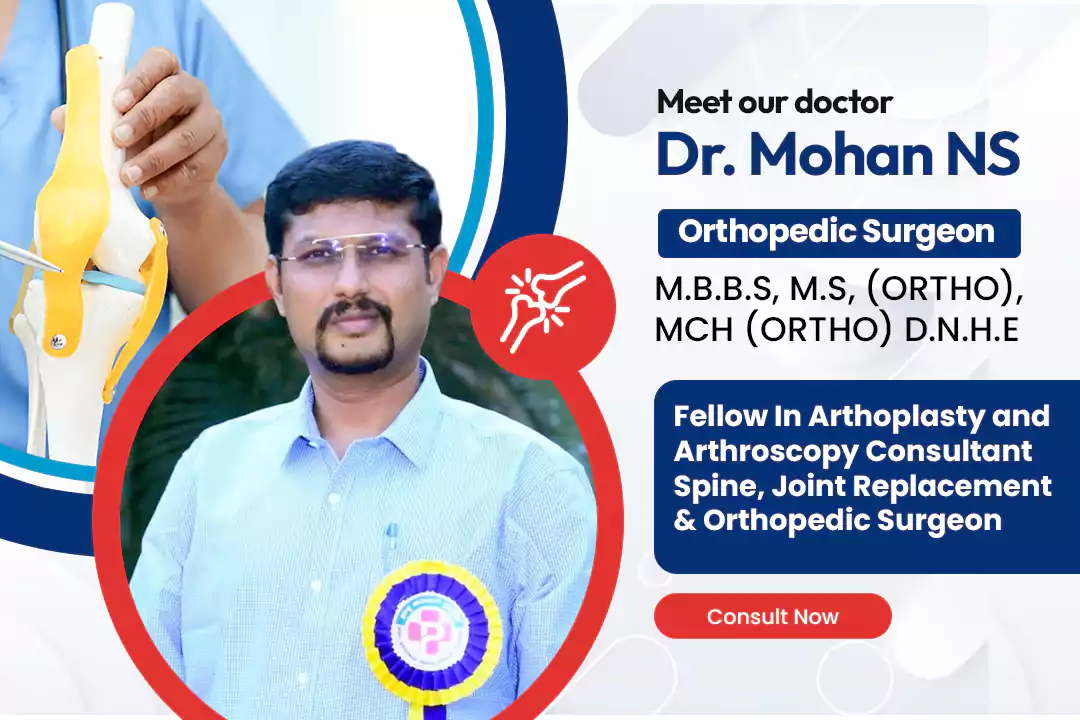 Meet our doctor
Dr. Mohan NS
Orthopedic Surgeon
M.B.B.S, M.S, (ORTHO),
MCH (ORTHO) D.N.H.E
Fellow In Arthoplasty and
Arthroscopy Consultant
Spine, Joint Replacement
& Orthopedic Surgeon
Consult Now